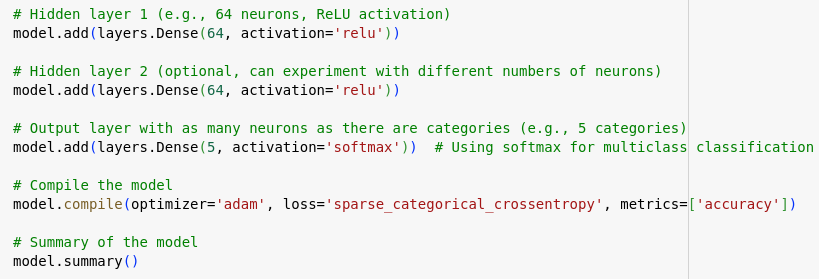 # Hidden layer 1 (e.g., 64 neurons, ReLU activation)
model.add(layers.Dense(64, activation='relu'))
# Hidden layer 2 (optional, can experiment with different numbers of neurons)
model.add(layers.Dense(64, activation='relu'))
# Output layer with as many neurons as there are categories (e.g., 5 categories)
model.add(layers.Dense(5, activation='softmax'))  # Using softmax for multiclass classification
# Compile the model
model.compile(optimizer='adam', loss='sparse_categorical_crossentropy', metrics=['accuracy'])
# Summary of the model
model.summary()